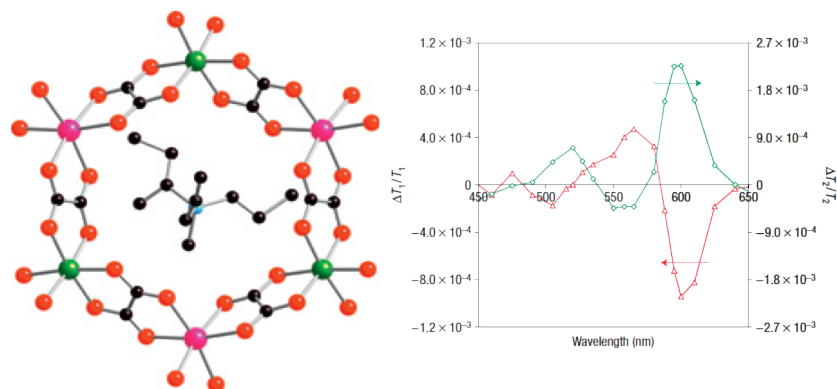 1.2 × 10⁻³
8.0 × 10⁻⁴
4.0 × 10⁻⁴
0
−4.0 × 10⁻⁴
−8.0 × 10⁻⁴
−1.2 × 10⁻³
ΔT₁/T₁
450
500
550
600
650
Wavelength (nm)
2.7 × 10⁻³
1.8 × 10⁻³
9.0 × 10⁻⁴
0
−9.0 × 10⁻⁴
−1.8 × 10⁻³
−2.7 × 10⁻³
ΔT₂/T₂